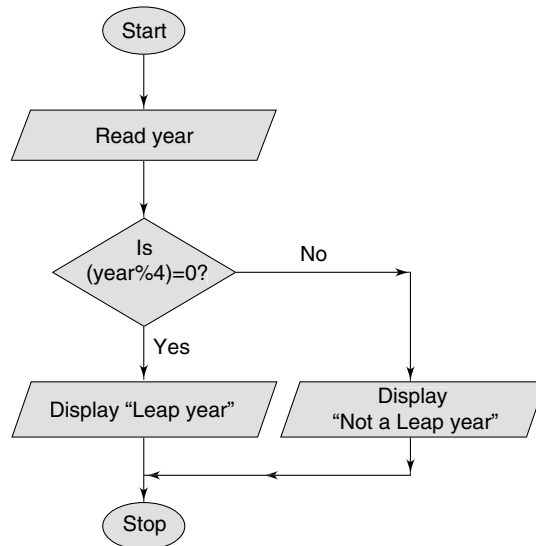 Start
Read year
Is
(year%4)=0?
No
Yes
Display “Leap year”
Display
“Not a Leap year”
Stop